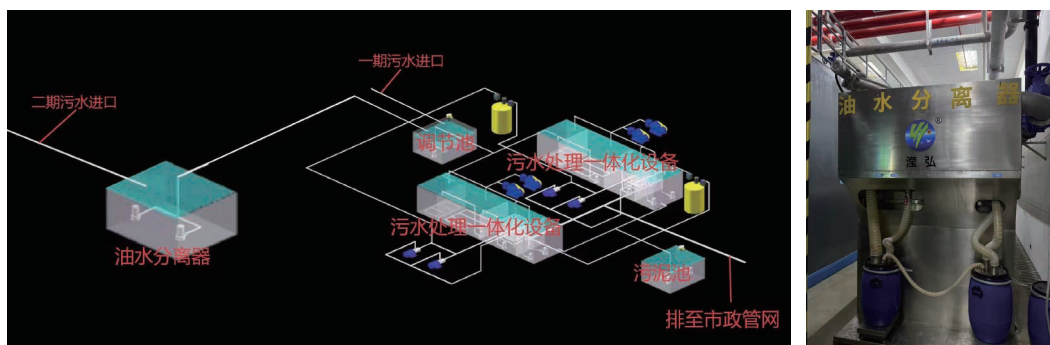 一期污水进口
二期污水进口
调节池
污水处理一体化设备
污水处理一体化设备
油水分离器
污泥池
排至市政管网
油水分离器
®
滢弘